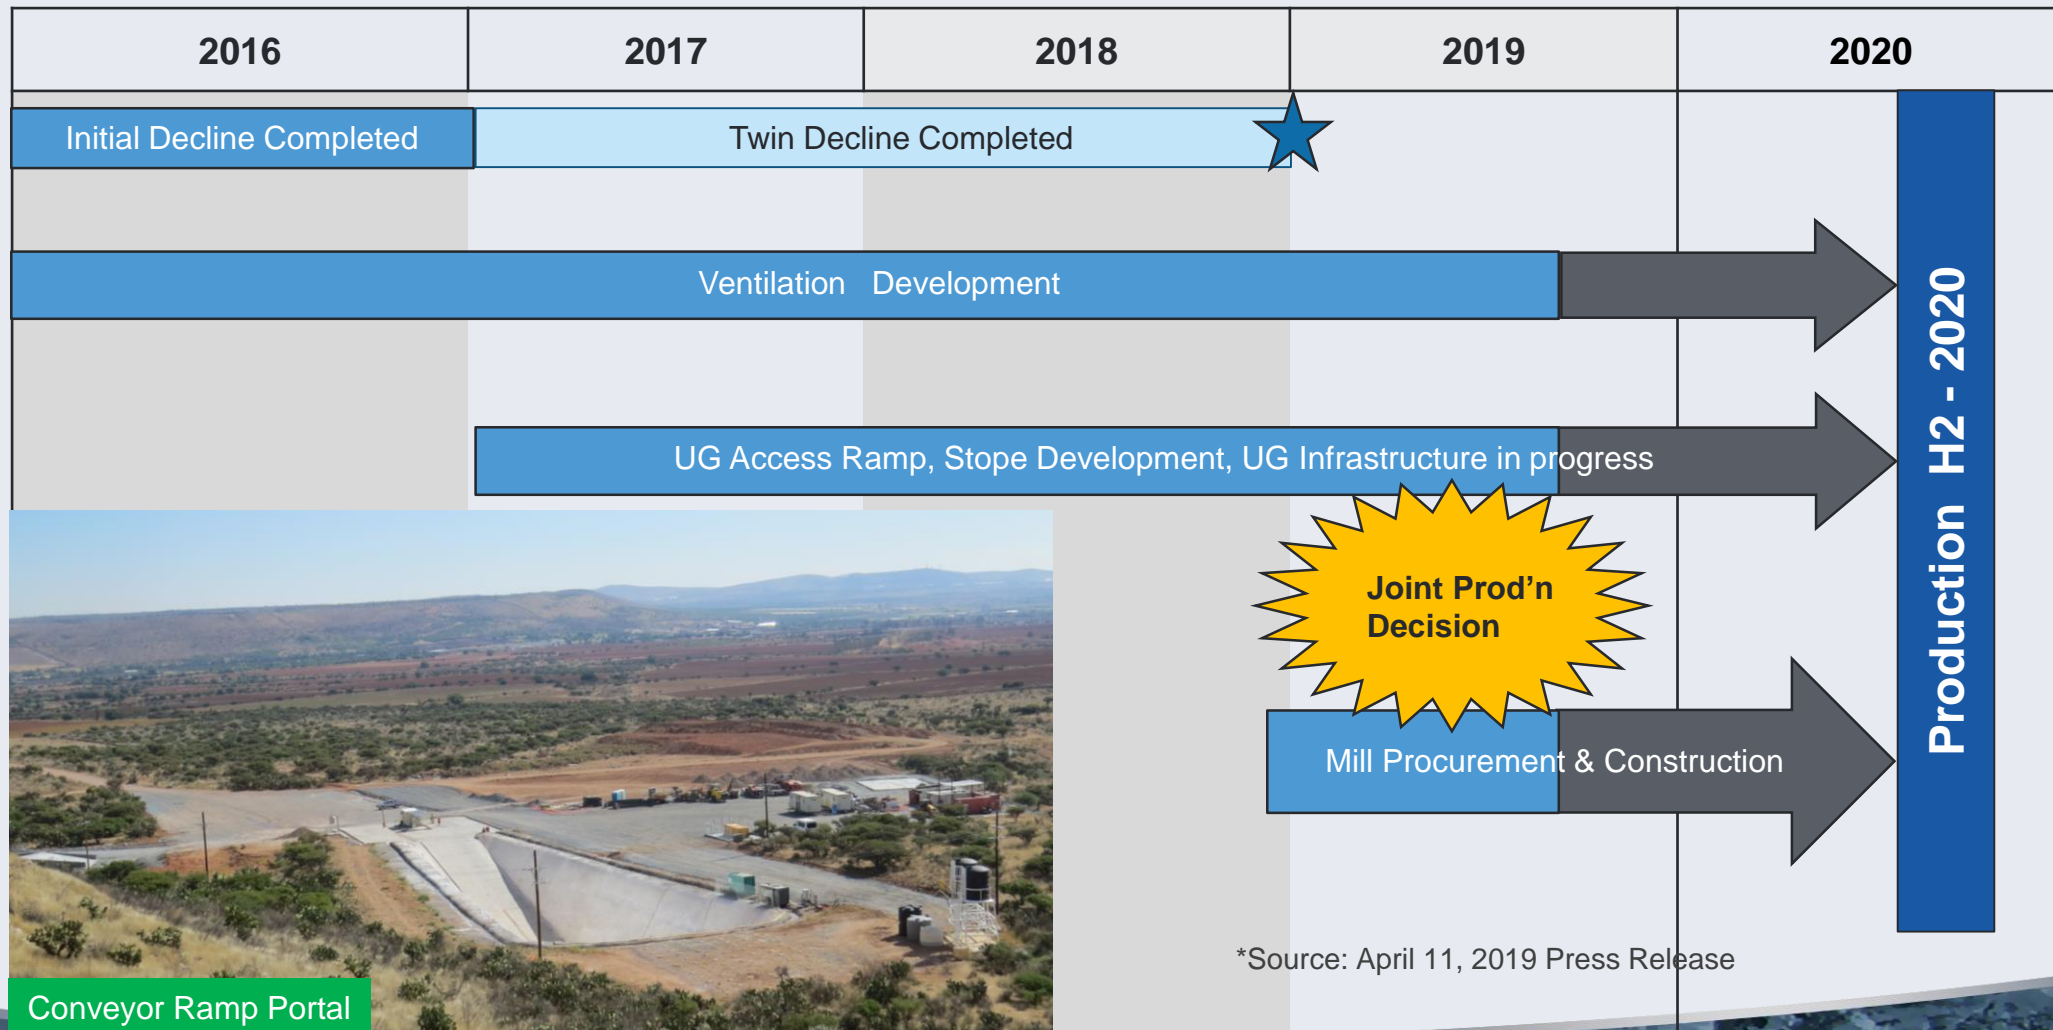 2016 2017 2018 2019 2020
Initial Decline Completed
Twin Decline Completed
Ventilation Development
UG Access Ramp, Stope Development, UG Infrastructure in progress
Joint Prod’n
Decision
Mill Procurement & Construction
Production H2 - 2020
*Source: April 11, 2019 Press Release
Conveyor Ramp Portal